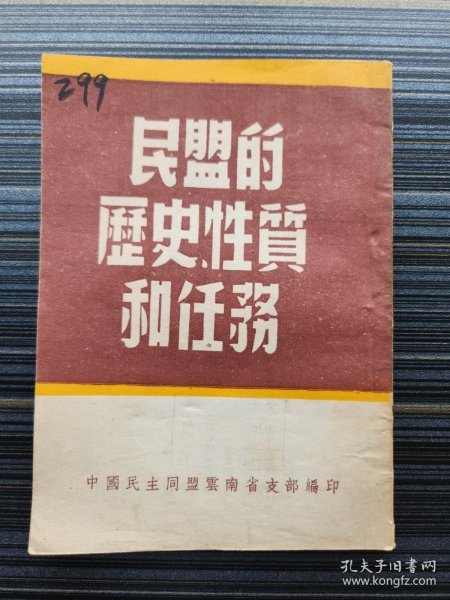 299
民盟的
歷史、性質
和任務
中國民主同盟雲南省支部編印
孔夫子旧书网
www.kongfz.com